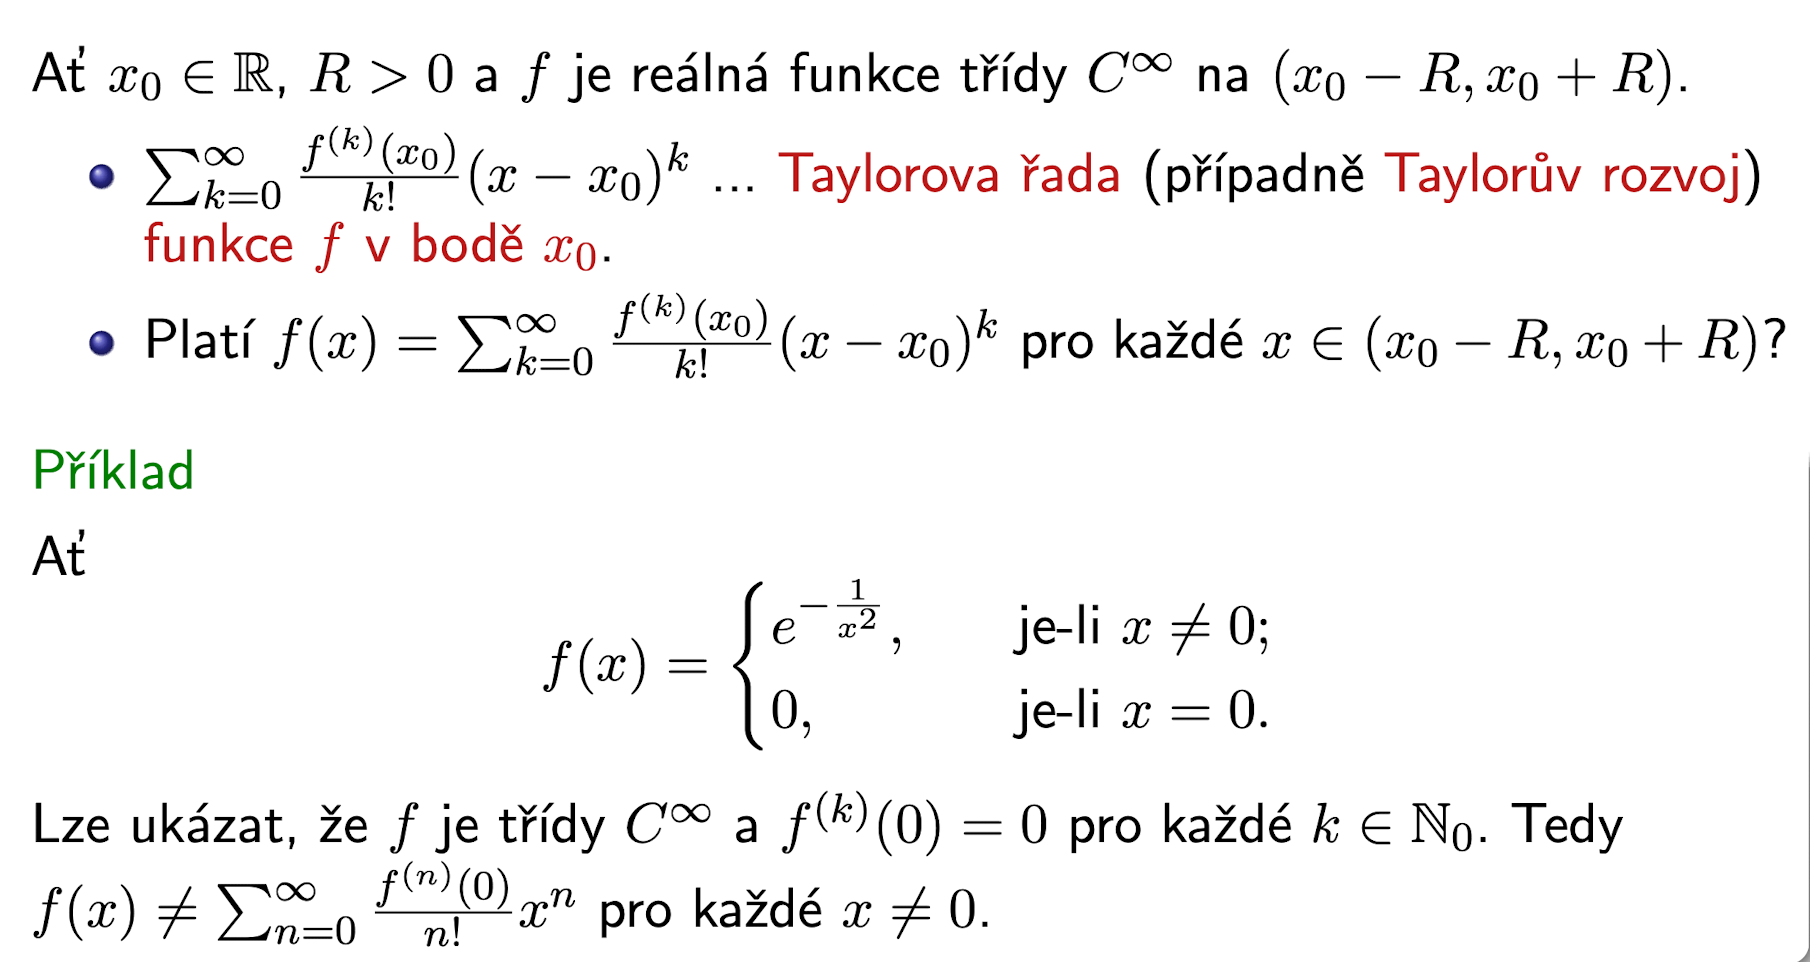 Ať $x_0 \in \mathbb{R}$, $R > 0$ a $f$ je reálná funkce třídy $C^\infty$ na $(x_0 - R, x_0 + R)$.
• $\sum_{k=0}^{\infty} \frac{f^{(k)}(x_0)}{k!}(x - x_0)^k$ ... Taylorova řada (případně Taylorův rozvoj)
funkce $f$ v bodě $x_0$.
• Platí $f(x) = \sum_{k=0}^{\infty} \frac{f^{(k)}(x_0)}{k!}(x - x_0)^k$ pro každé $x \in (x_0 - R, x_0 + R)$?
Příklad
Ať
$f(x) = \begin{cases} e^{-\frac{1}{x^2}}, & \text{je-li } x \neq 0; \\ 0, & \text{je-li } x = 0. \end{cases}$
Lze ukázat, že $f$ je třídy $C^\infty$ a $f^{(k)}(0) = 0$ pro každé $k \in \mathbb{N}_0$. Tedy
$f(x) \neq \sum_{n=0}^{\infty} \frac{f^{(n)}(0)}{n!}x^n$ pro každé $x \neq 0$.